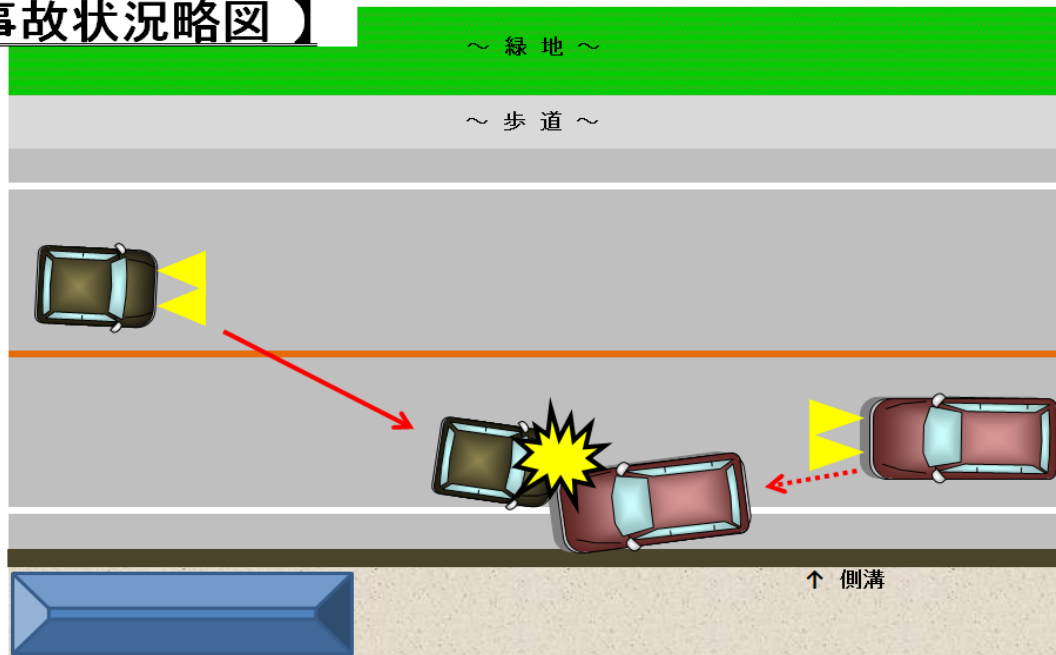 事故状況略図 】
～ 緑 地 ～
～ 歩 道 ～
↑ 側溝